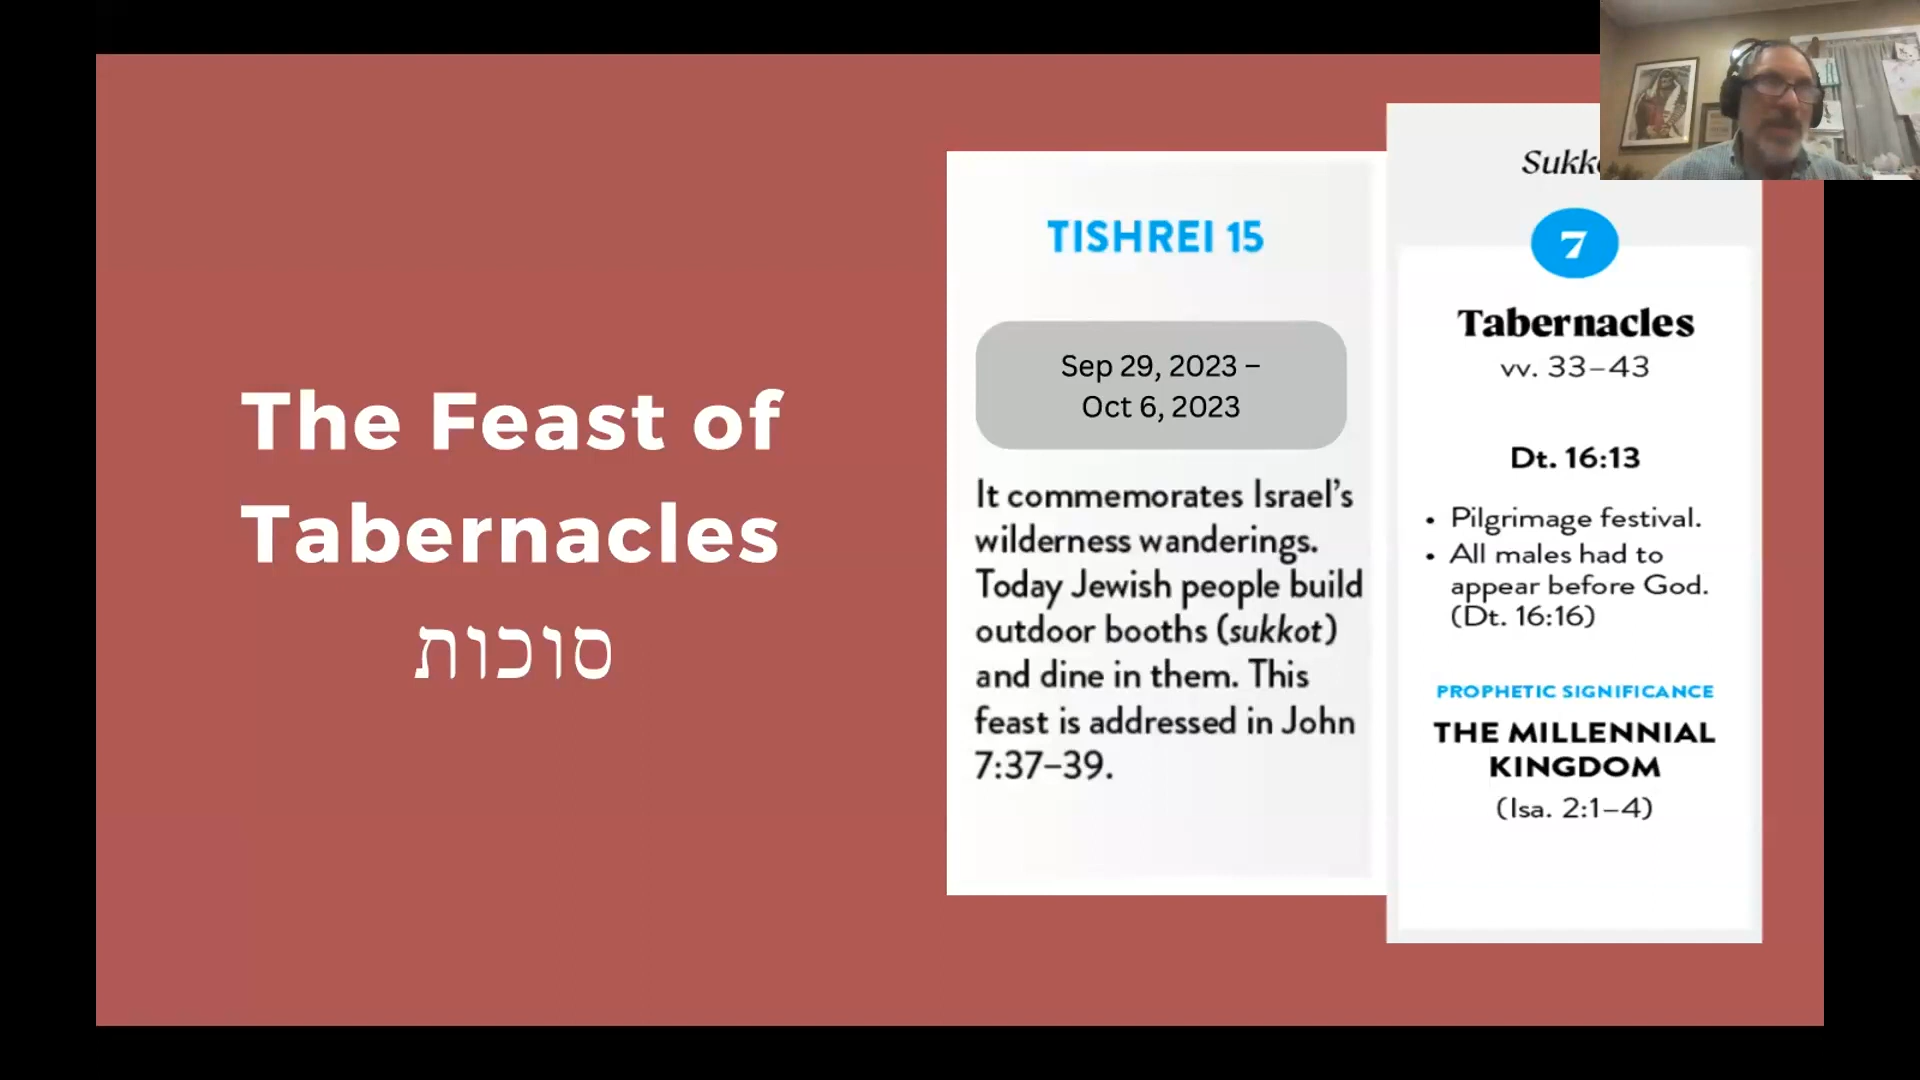 The Feast of
Tabernacles
סוכות
TISHREI 15
Sep 29, 2023 –
Oct 6, 2023
It commemorates Israel’s
wilderness wanderings.
Today Jewish people build
outdoor booths (sukkot)
and dine in them. This
feast is addressed in John
7:37–39.
7
Tabernacles
vv. 33–43
Dt. 16:13
• Pilgrimage festival.
• All males had to
appear before God.
(Dt. 16:16)
PROPHETIC SIGNIFICANCE
THE MILLENNIAL
KINGDOM
(Isa. 2:1–4)